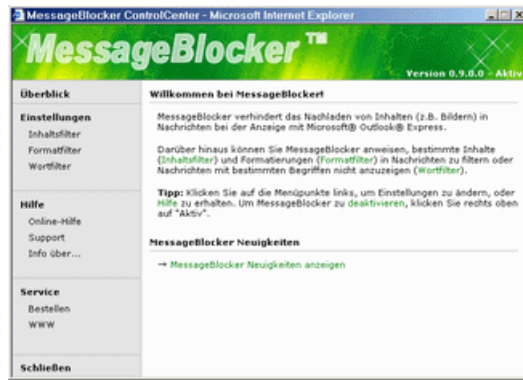 MessageBlocker ControlCenter - Microsoft Internet Explorer
MessageBlocker ™
Version 0.9.0.0 - Aktiv
Überblick
Einstellungen
Inhaltsfilter
Formatfilter
Wortfilter
Hilfe
Online-Hilfe
Support
Info über...
Service
Bestellen
WWW
Schließen
Willkommen bei MessageBlocker!
MessageBlocker verhindert das Nachladen von Inhalten (z.B. Bildern) in
Nachrichten bei der Anzeige mit Microsoft® Outlook® Express.
Darüber hinaus können Sie MessageBlocker anweisen, bestimmte Inhalte
(Inhaltsfilter) und Formatierungen (Formatfilter) in Nachrichten zu filtern oder
Nachrichten mit bestimmten Begriffen nicht anzuzeigen (Wortfilter).
Tipp: Klicken Sie auf die Menüpunkte links, um Einstellungen zu ändern, oder
Hilfe zu erhalten. Um MessageBlocker zu deaktivieren, klicken Sie rechts oben
auf "Aktiv".
MessageBlocker Neuigkeiten
→ MessageBlocker Neuigkeiten anzeigen